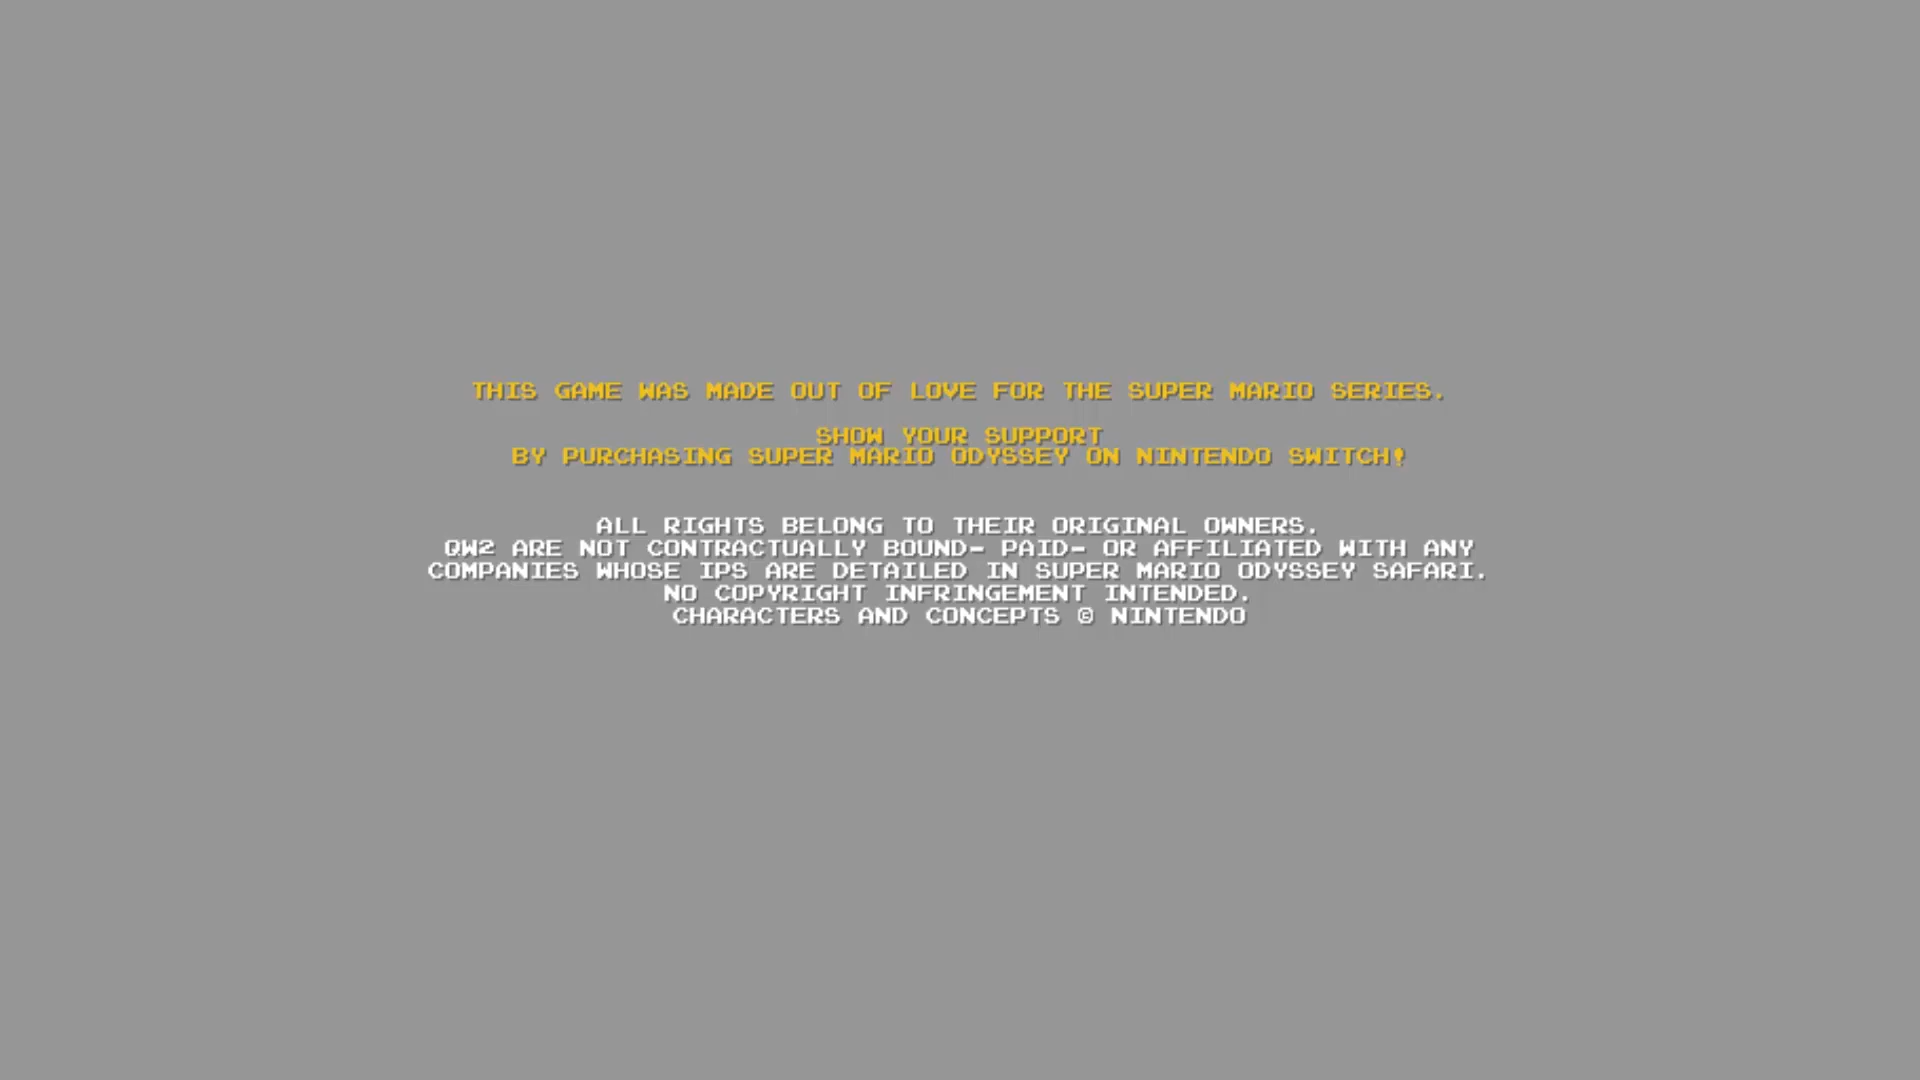 THIS GAME WAS MADE OUT OF LOVE FOR THE SUPER MARIO SERIES.
SHOW YOUR SUPPORT
BY PURCHASING SUPER MARIO ODYSSEY ON NINTENDO SWITCH!
ALL RIGHTS BELONG TO THEIR ORIGINAL OWNERS.
QW2 ARE NOT CONTRACTUALLY BOUND- PAID- OR AFFILIATED WITH ANY
COMPANIES WHOSE IPS ARE DETAILED IN SUPER MARIO ODYSSEY SAFARI.
NO COPYRIGHT INFRINGEMENT INTENDED.
CHARACTERS AND CONCEPTS © NINTENDO